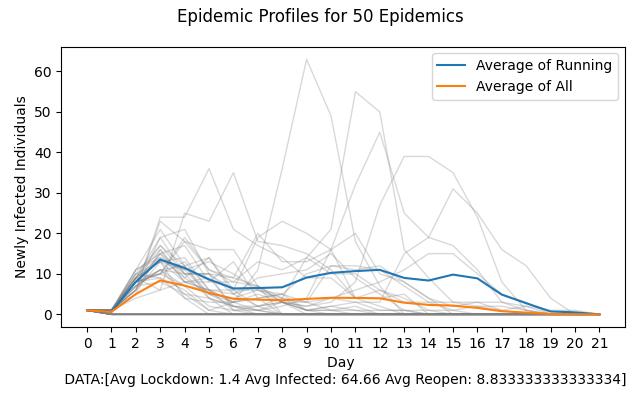 Epidemic Profiles for 50 Epidemics
Average of Running
Average of All
Newly Infected Individuals
60
50
40
30
20
10
0
0 1 2 3 4 5 6 7 8 9 10 11 12 13 14 15 16 17 18 19 20 21
Day
DATA:[Avg Lockdown: 1.4 Avg Infected: 64.66 Avg Reopen: 8.833333333333334]